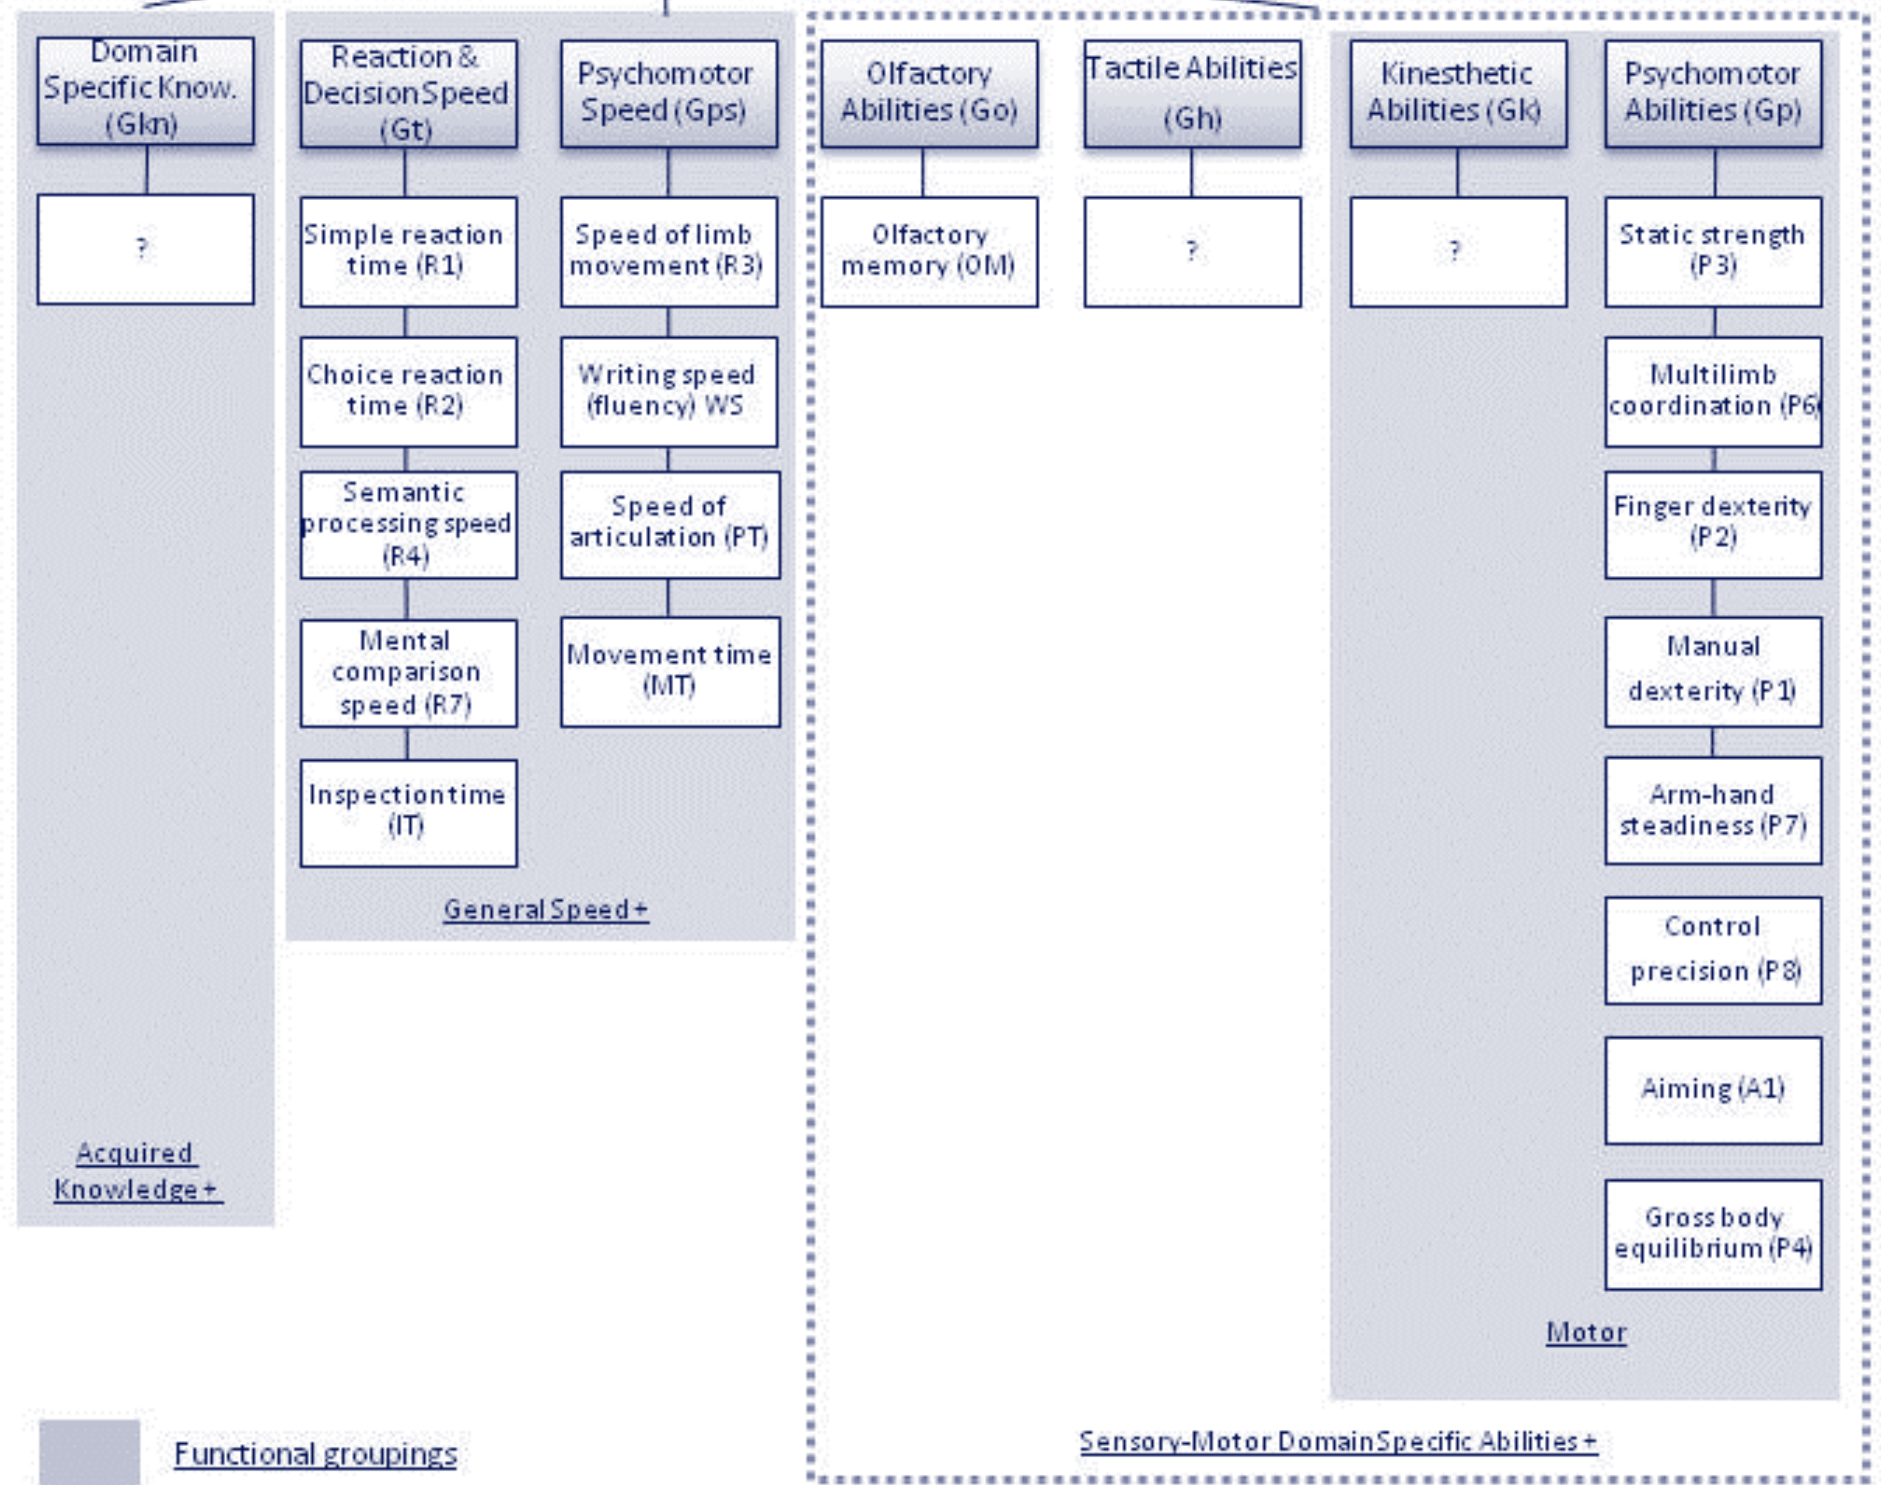 Domain
Specific Know.
(Gkn)
?
Acquired
Knowledge +
Reaction &
Decision Speed
(Gt)
Simple reaction
time (R1)
Choice reaction
time (R2)
Semantic
processing speed
(R4)
Mental
comparison
speed (R7)
Inspection time
(IT)
Psychomotor
Speed (Gps)
Speed of limb
movement (R3)
Writing speed
(fluency) WS
Speed of
articulation (PT)
Movement time
(MT)
General Speed +
Olfactory
Abilities (Go)
Olfactory
memory (OM)
Tactile Abilities
(Gh)
?
Kinesthetic
Abilities (Gk)
?
Psychomotor
Abilities (Gp)
Static strength
(P3)
Multilimb
coordination (P6)
Finger dexterity
(P2)
Manual
dexterity (P1)
Arm-hand
steadiness (P7)
Control
precision (P8)
Aiming (A1)
Gross body
equilibrium (P4)
Motor
Sensory-Motor Domain Specific Abilities +
Functional groupings